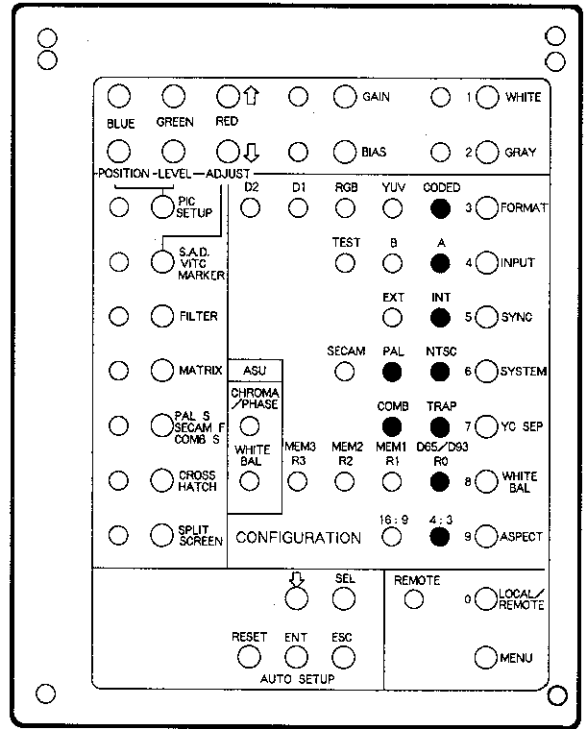 GAIN 1 WHITE
BLUE GREEN RED
BIAS 2 GRAY
POSITION LEVEL ADJUST
D2 D1 RGB YUV CODED
PIC SETUP
3 FORMAT
TEST B A
S.A.D. VITC MARKER
4 INPUT
EXT INT
FILTER
5 SYNC
SECAM PAL NTSC
MATRIX
ASU
6 SYSTEM
CHROMA /PHASE
COMB TRAP
PAL S SECAM F COMB S
7 YC SEP
WHITE BAL
MEM3 MEM2 MEM1 D65/D93
R3 R2 R1 R0
CROSS HATCH
8 WHITE BAL
16:9 4:3
SPLIT SCREEN
CONFIGURATION
9 ASPECT
SEL REMOTE
0 LOCAL/ REMOTE
RESET ENT ESC
MENU
AUTO SETUP